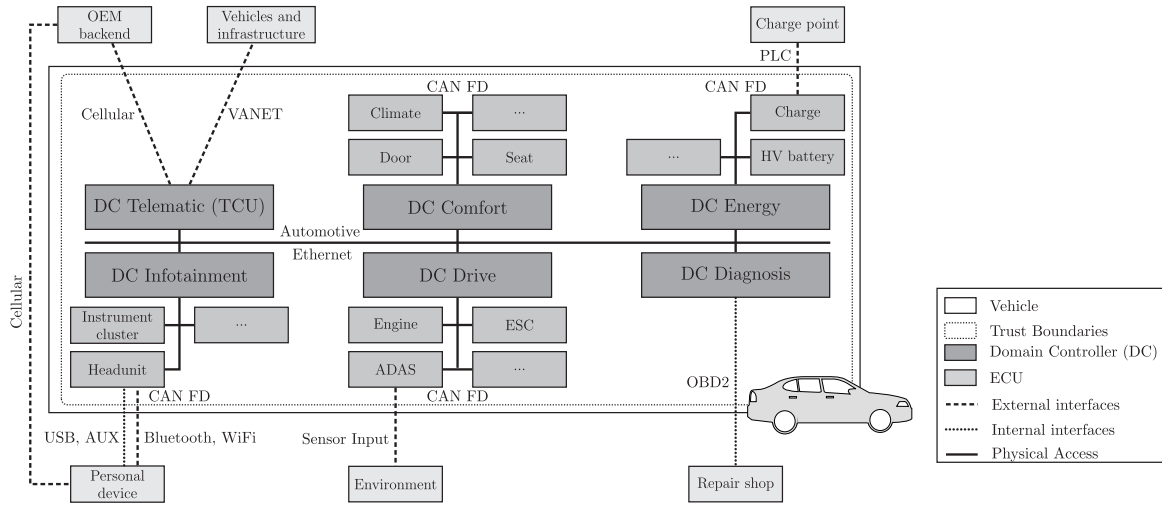 OEM
backend
Vehicles and
infrastructure
Charge point
PLC
CAN FD
CAN FD
Cellular
VANET
Climate
...
Charge
Door
Seat
...
HV battery
DC Telematic (TCU)
DC Comfort
DC Energy
Automotive
Ethernet
DC Infotainment
DC Drive
DC Diagnosis
Cellular
Instrument
cluster
...
Engine
ESC
Headunit
ADAS
...
OBD2
CAN FD
CAN FD
USB, AUX
Bluetooth, WiFi
Sensor Input
Personal
device
Environment
Repair shop
Vehicle
Trust Boundaries
Domain Controller (DC)
ECU
External interfaces
Internal interfaces
Physical Access